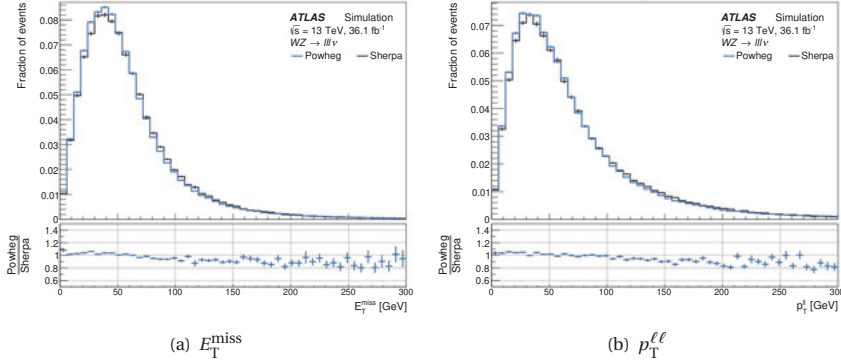 Fraction of events
0.08
0.07
0.06
0.05
0.04
0.03
0.02
0.01
0
ATLAS Simulation
√s = 13 TeV, 36.1 fb⁻¹
WZ → lllν
Powheg Sherpa
Powheg
Sherpa
1.4
1.2
1
0.8
0.6
0 50 100 150 200 250 300
E_T^miss [GeV]
(a) E_T^miss
Fraction of events
0.07
0.06
0.05
0.04
0.03
0.02
0.01
0
ATLAS Simulation
√s = 13 TeV, 36.1 fb⁻¹
WZ → lllν
Powheg Sherpa
Powheg
Sherpa
1.4
1.2
1
0.8
0.6
0 50 100 150 200 250 300
p_T^ll [GeV]
(b) p_T^ℓℓ